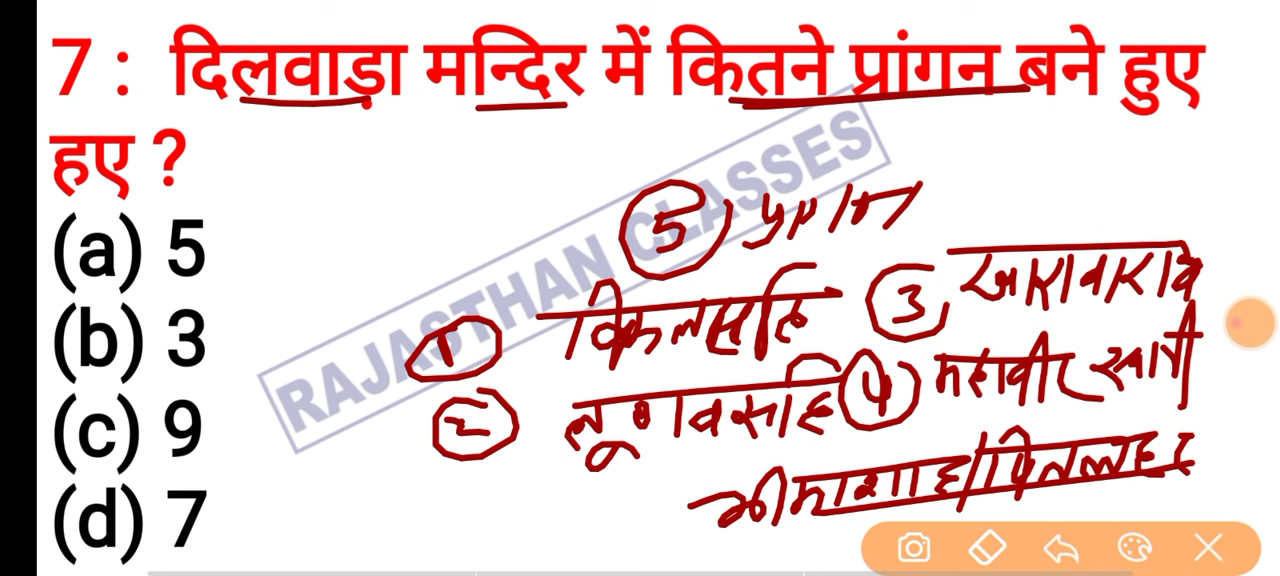 7 : दिलवाड़ा मन्दिर में कितने प्रांगन बने हुए
हए ?
(a) 5
(b) 3
(c) 9
(d) 7
RAJASTHAN CLASSES
5
1
2 लूणवसहि
3
4 महावीर स्वामी
भीमाशाह/पितलहर